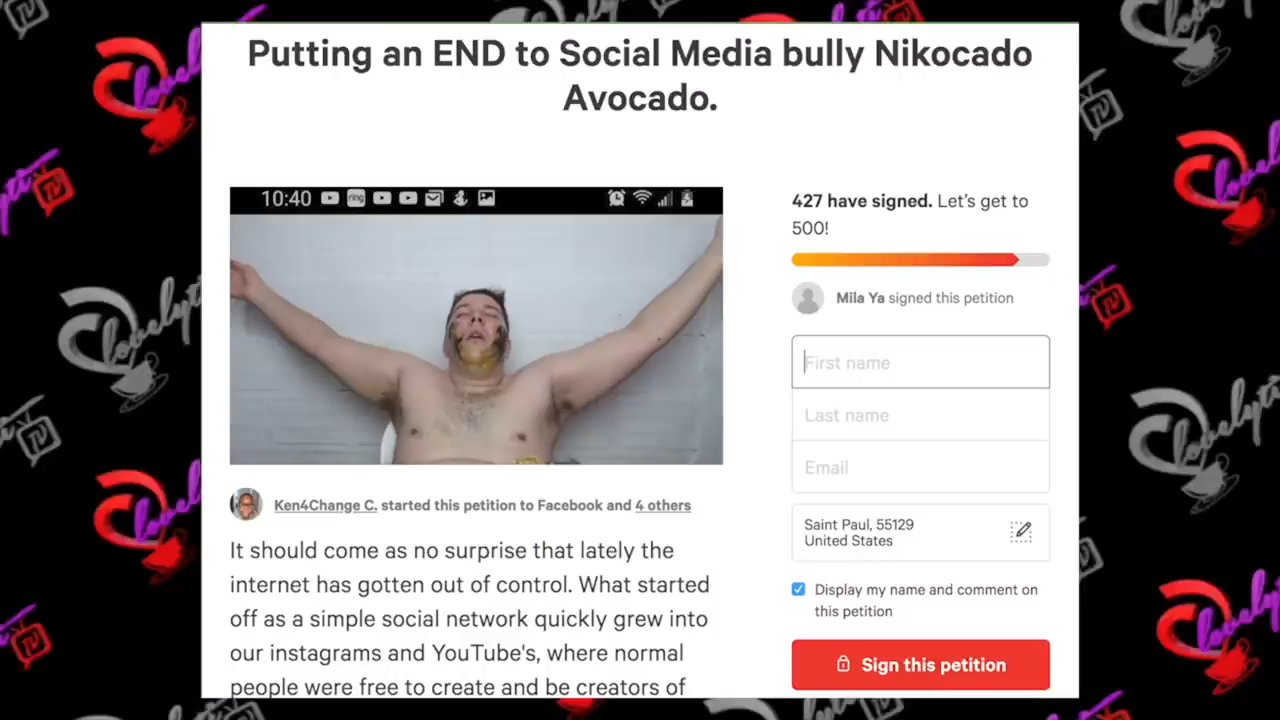 Putting an END to Social Media bully Nikocado
Avocado.
10:40
ring
427 have signed. Let's get to
500!
Mila Ya signed this petition
First name
Last name
Email
Saint Paul, 55129
United States
Display my name and comment on
this petition
Sign this petition
Ken4Change C. started this petition to Facebook and 4 others
It should come as no surprise that lately the
internet has gotten out of control. What started
off as a simple social network quickly grew into
our instagrams and YouTube's, where normal
people were free to create and be creators of